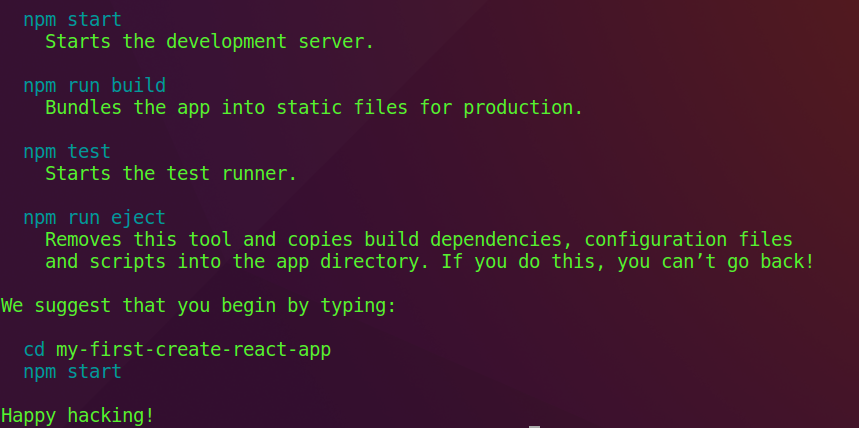 npm start
Starts the development server.
npm run build
Bundles the app into static files for production.
npm test
Starts the test runner.
npm run eject
Removes this tool and copies build dependencies, configuration files
and scripts into the app directory. If you do this, you can’t go back!
We suggest that you begin by typing:
cd my-first-create-react-app
npm start
Happy hacking!